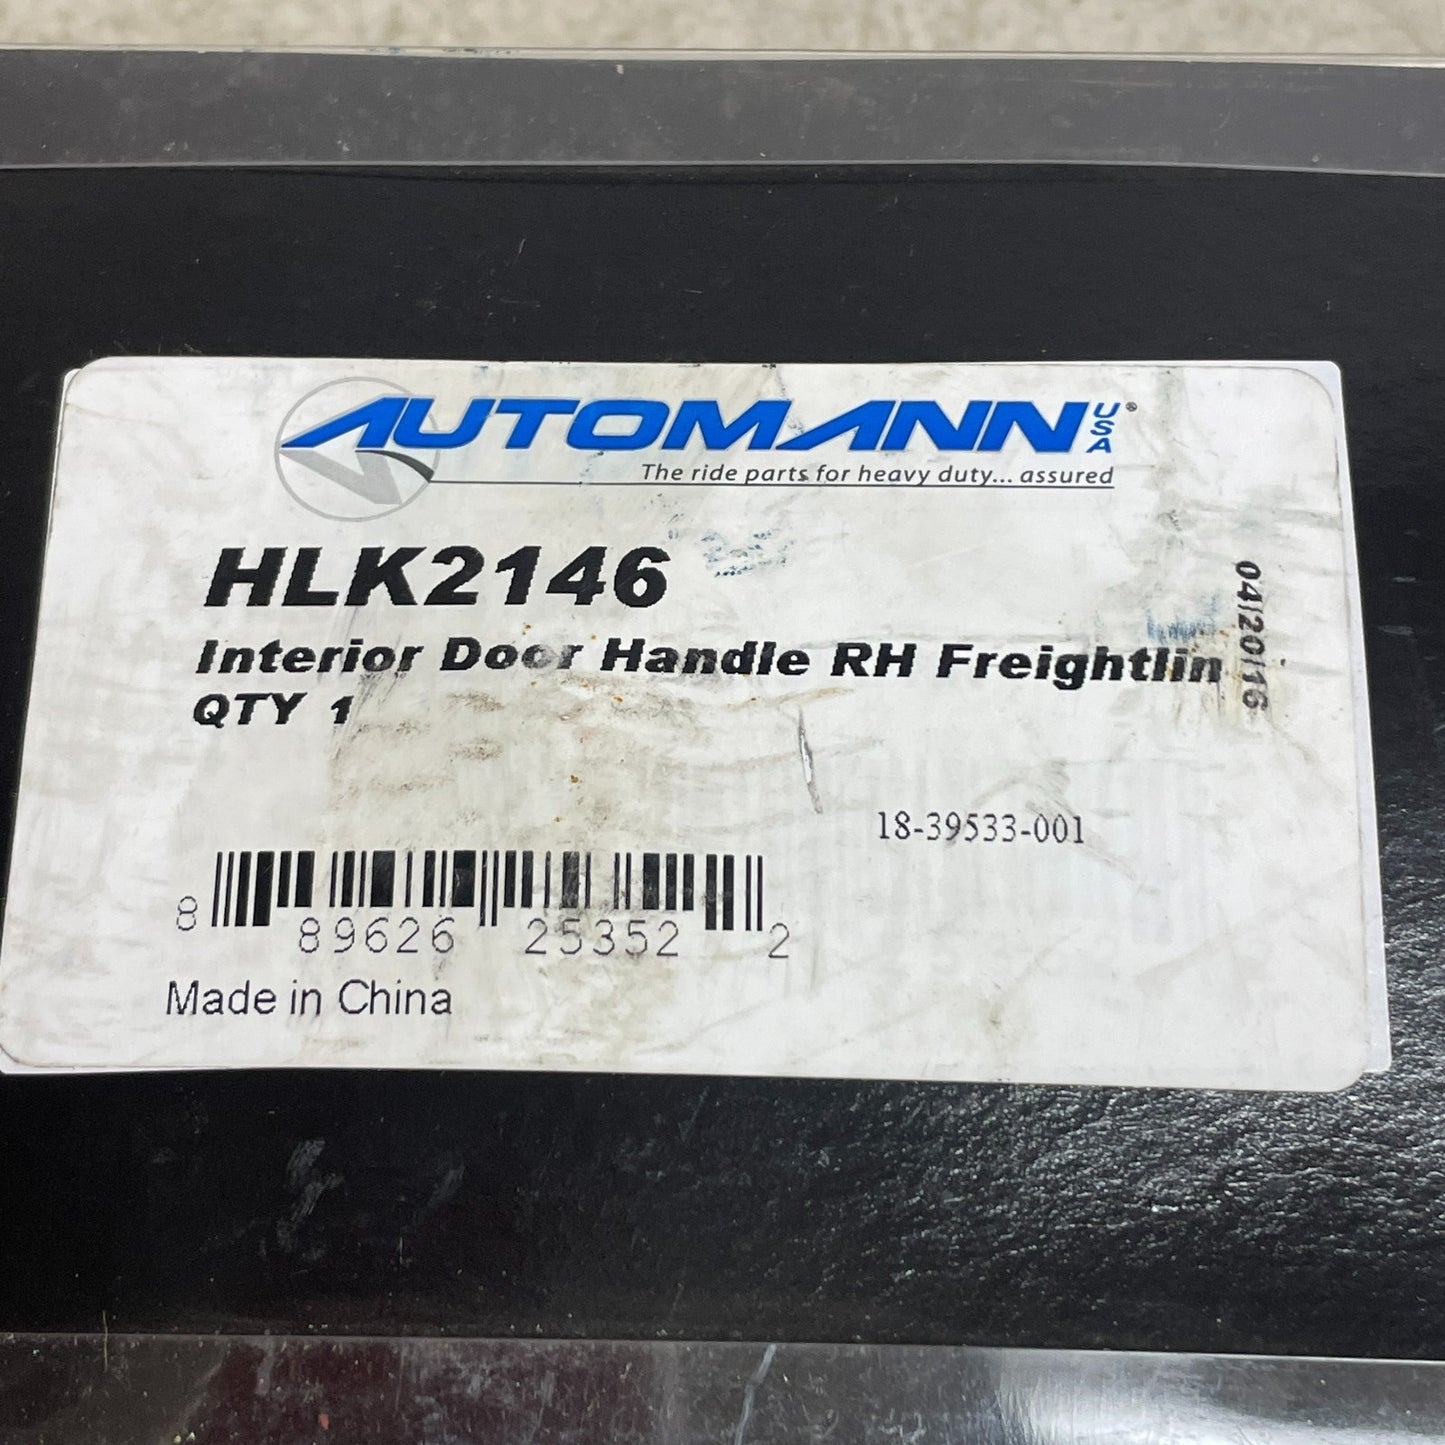 AUTOMANN USA®
The ride parts for heavy duty... assured
HLK2146
Interior Door Handle RH Freightlin
QTY 1
04/20/16
18-39533-001
8 89626 25352 2
Made in China